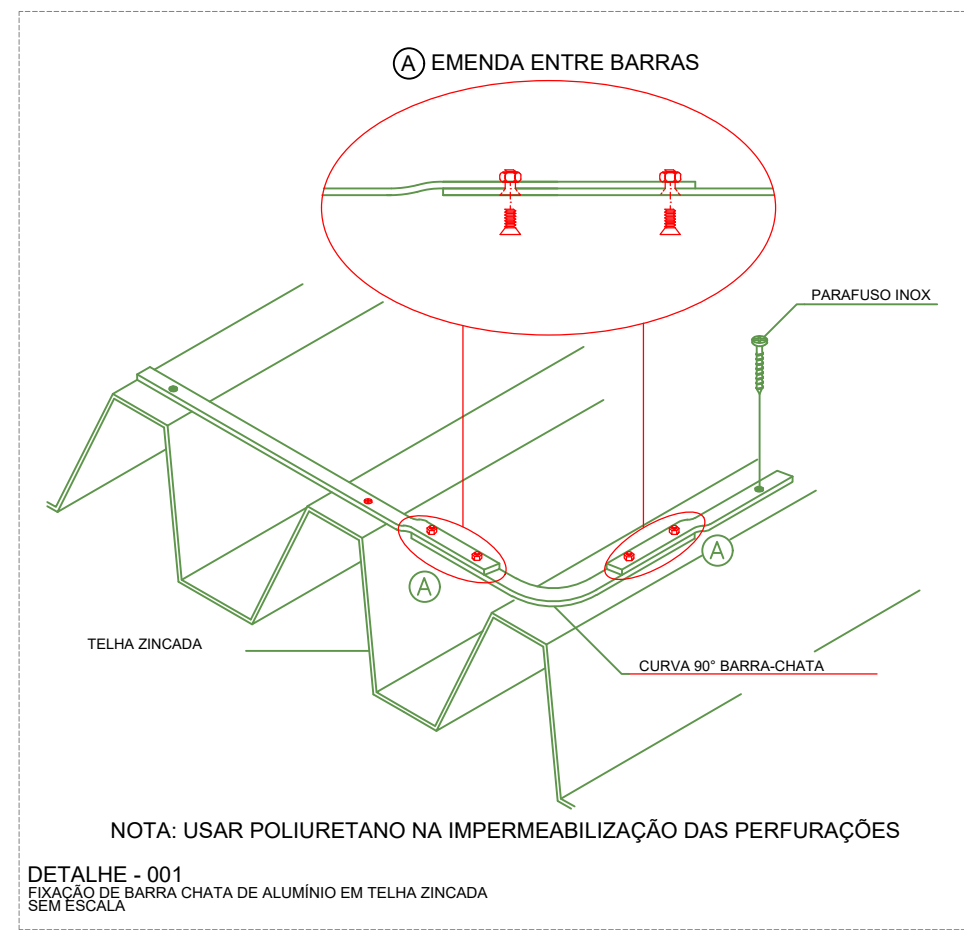 A EMENDA ENTRE BARRAS
PARAFUSO INOX
A
A
TELHA ZINCADA
CURVA 90° BARRA-CHATA
NOTA: USAR POLIURETANO NA IMPERMEABILIZAÇÃO DAS PERFURAÇÕES
DETALHE - 001
FIXAÇÃO DE BARRA CHATA DE ALUMÍNIO EM TELHA ZINCADA
SEM ESCALA